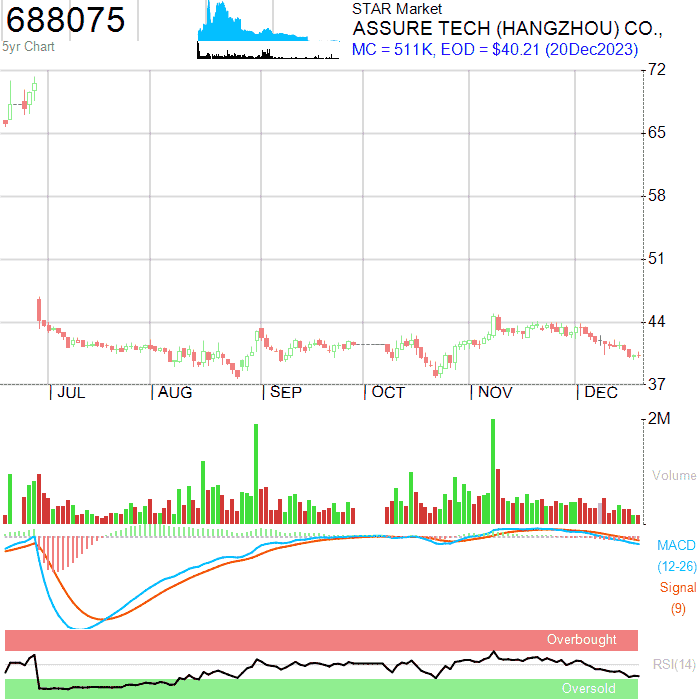 688075
5yr Chart
STAR Market
ASSURE TECH (HANGZHOU) CO.,
MC = 511K, EOD = $40.21 (20Dec2023)
72
65
58
51
44
37
JUL AUG SEP OCT NOV DEC
2M
Volume
MACD
(12-26)
Signal
(9)
Overbought
RSI(14)
Oversold